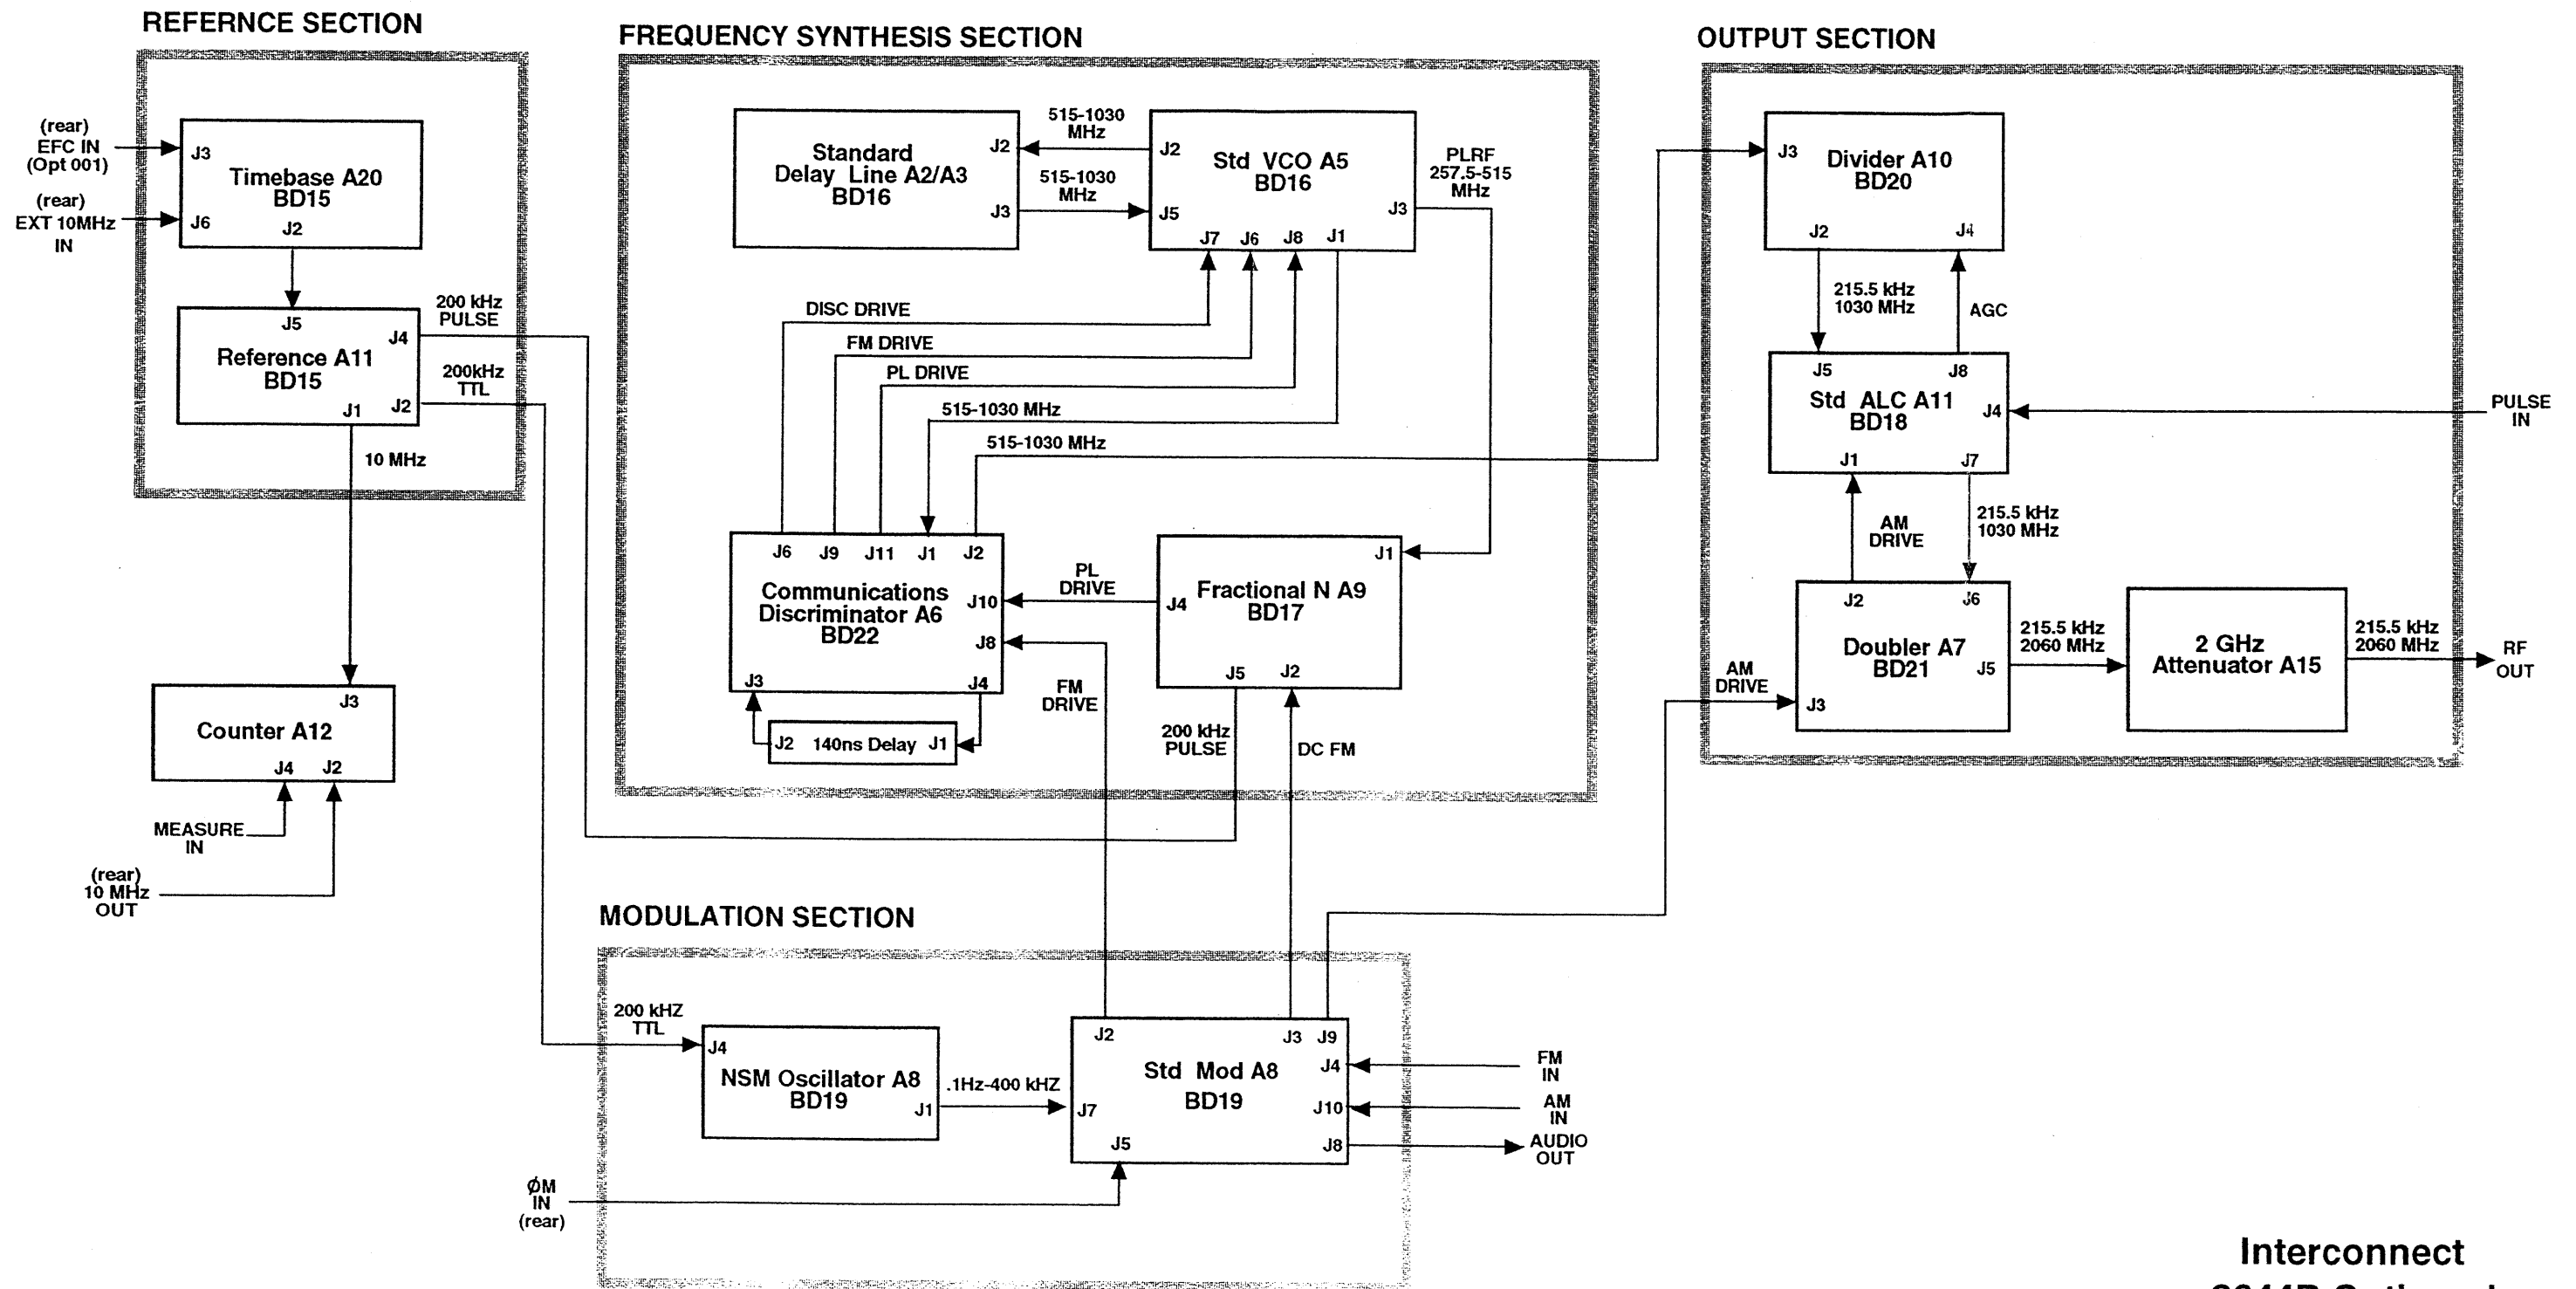 REFERNCE SECTION
(rear)
EFC IN
(Opt 001)
(rear)
EXT 10MHz
IN
J3
Timebase A20
BD15
J6
J2
J5
J4
Reference A11
BD15
J1
J2
200 kHz
PULSE
200kHz
TTL
10 MHz
J3
Counter A12
J4
J2
MEASURE
IN
(rear)
10 MHz
OUT
FREQUENCY SYNTHESIS SECTION
Standard
Delay Line A2/A3
BD16
J2
J3
515-1030
MHz
515-1030
MHz
J2
Std VCO A5
BD16
J5
J3
J7
J6
J8
J1
PLRF
257.5-515
MHz
DISC DRIVE
FM DRIVE
PL DRIVE
515-1030 MHz
515-1030 MHz
J6
J9
J11
J1
J2
Communications
Discriminator A6
BD22
J10
J8
J3
J4
J2
140ns Delay
J1
PL
DRIVE
FM
DRIVE
J1
Fractional N A9
BD17
J4
J5
J2
200 kHz
PULSE
DC FM
MODULATION SECTION
200 kHZ
TTL
J4
NSM Oscillator A8
BD19
J1
.1Hz-400 kHZ
J2
J3
J9
Std Mod A8
BD19
J4
J7
J10
J5
J8
FM
IN
AM
IN
AUDIO
OUT
ØM
IN
(rear)
OUTPUT SECTION
J3
Divider A10
BD20
J2
J4
215.5 kHz
1030 MHz
AGC
J5
J8
Std ALC A11
BD18
J4
J1
J7
PULSE
IN
AM
DRIVE
215.5 kHz
1030 MHz
J2
J6
Doubler A7
BD21
J5
J3
AM
DRIVE
215.5 kHz
2060 MHz
2 GHz
Attenuator A15
215.5 kHz
2060 MHz
RF
OUT
Interconnect